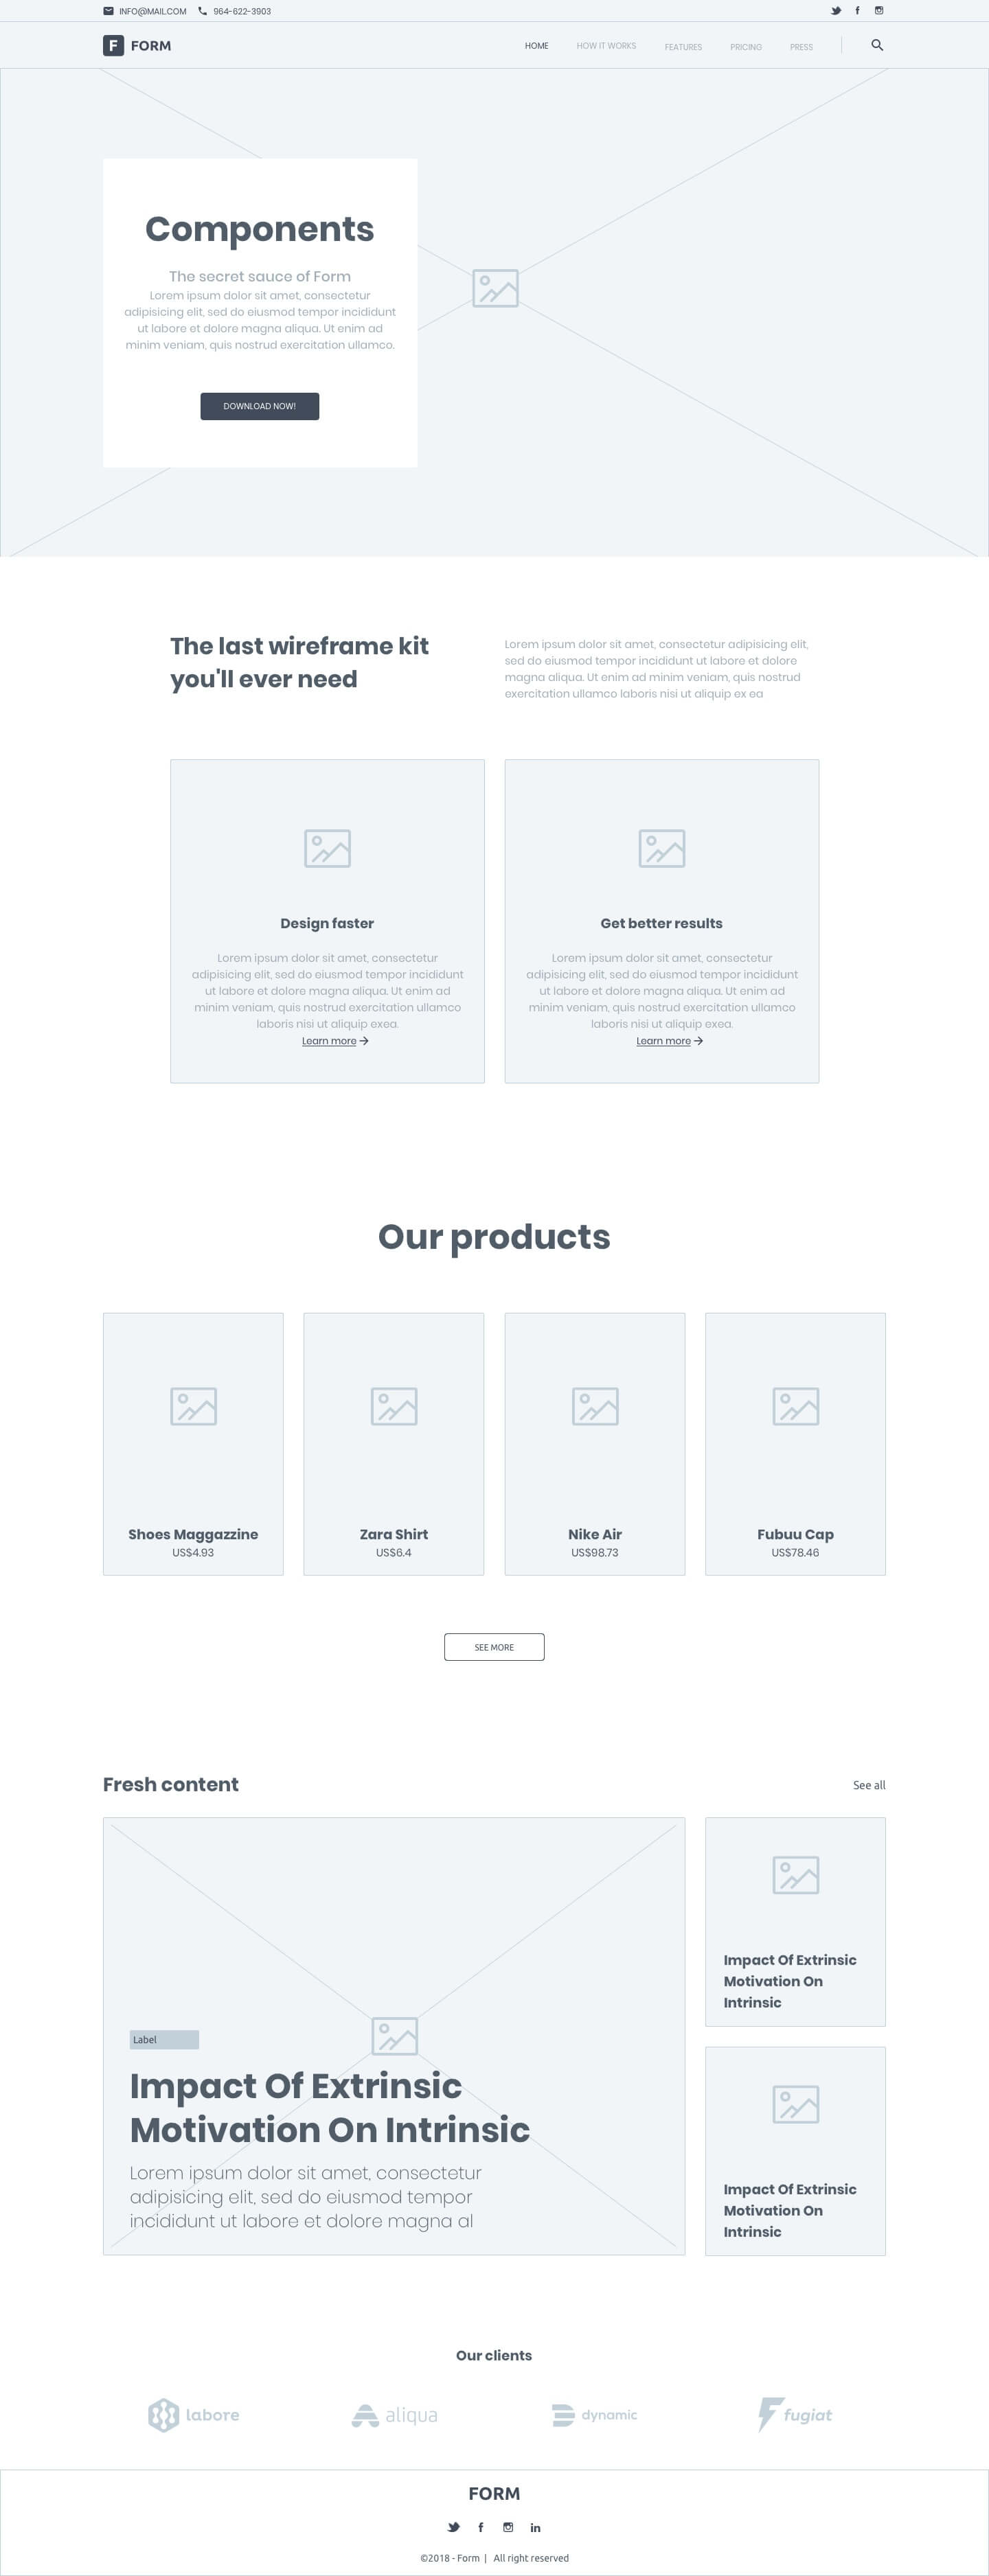 INFO@MAIL.COM 964-622-3903
F FORM
HOME HOW IT WORKS FEATURES PRICING PRESS
Components
The secret sauce of Form
Lorem ipsum dolor sit amet, consectetur
adipisicing elit, sed do eiusmod tempor incididunt
ut labore et dolore magna aliqua. Ut enim ad
minim veniam, quis nostrud exercitation ullamco.
DOWNLOAD NOW!
The last wireframe kit
you'll ever need
Lorem ipsum dolor sit amet, consectetur adipisicing elit,
sed do eiusmod tempor incididunt ut labore et dolore
magna aliqua. Ut enim ad minim veniam, quis nostrud
exercitation ullamco laboris nisi ut aliquip ex ea
Design faster
Lorem ipsum dolor sit amet, consectetur
adipisicing elit, sed do eiusmod tempor incididunt
ut labore et dolore magna aliqua. Ut enim ad
minim veniam, quis nostrud exercitation ullamco
laboris nisi ut aliquip exea.
Learn more
Get better results
Lorem ipsum dolor sit amet, consectetur
adipisicing elit, sed do eiusmod tempor incididunt
ut labore et dolore magna aliqua. Ut enim ad
minim veniam, quis nostrud exercitation ullamco
laboris nisi ut aliquip exea.
Learn more
Our products
Shoes Maggazzine
US$4.93
Zara Shirt
US$6.4
Nike Air
US$98.73
Fubuu Cap
US$78.46
SEE MORE
Fresh content
See all
Label
Impact Of Extrinsic
Motivation On Intrinsic
Lorem ipsum dolor sit amet, consectetur
adipisicing elit, sed do eiusmod tempor
incididunt ut labore et dolore magna al
Impact Of Extrinsic
Motivation On
Intrinsic
Impact Of Extrinsic
Motivation On
Intrinsic
Our clients
labore
aliqua
dynamic
fugiat
FORM
©2018 - Form | All right reserved